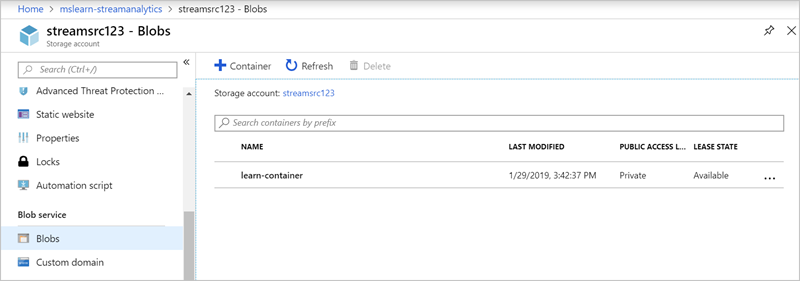 Home > mslearn-streamanalytics > streamsrc123 - Blobs
streamsrc123 - Blobs
Storage account
Search (Ctrl+/)
Advanced Threat Protection ...
Static website
Properties
Locks
Automation script
Blob service
Blobs
Custom domain
Container Refresh Delete
Storage account: streamsrc123
Search containers by prefix
NAME LAST MODIFIED PUBLIC ACCESS L... LEASE STATE
learn-container 1/29/2019, 3:42:37 PM Private Available ...